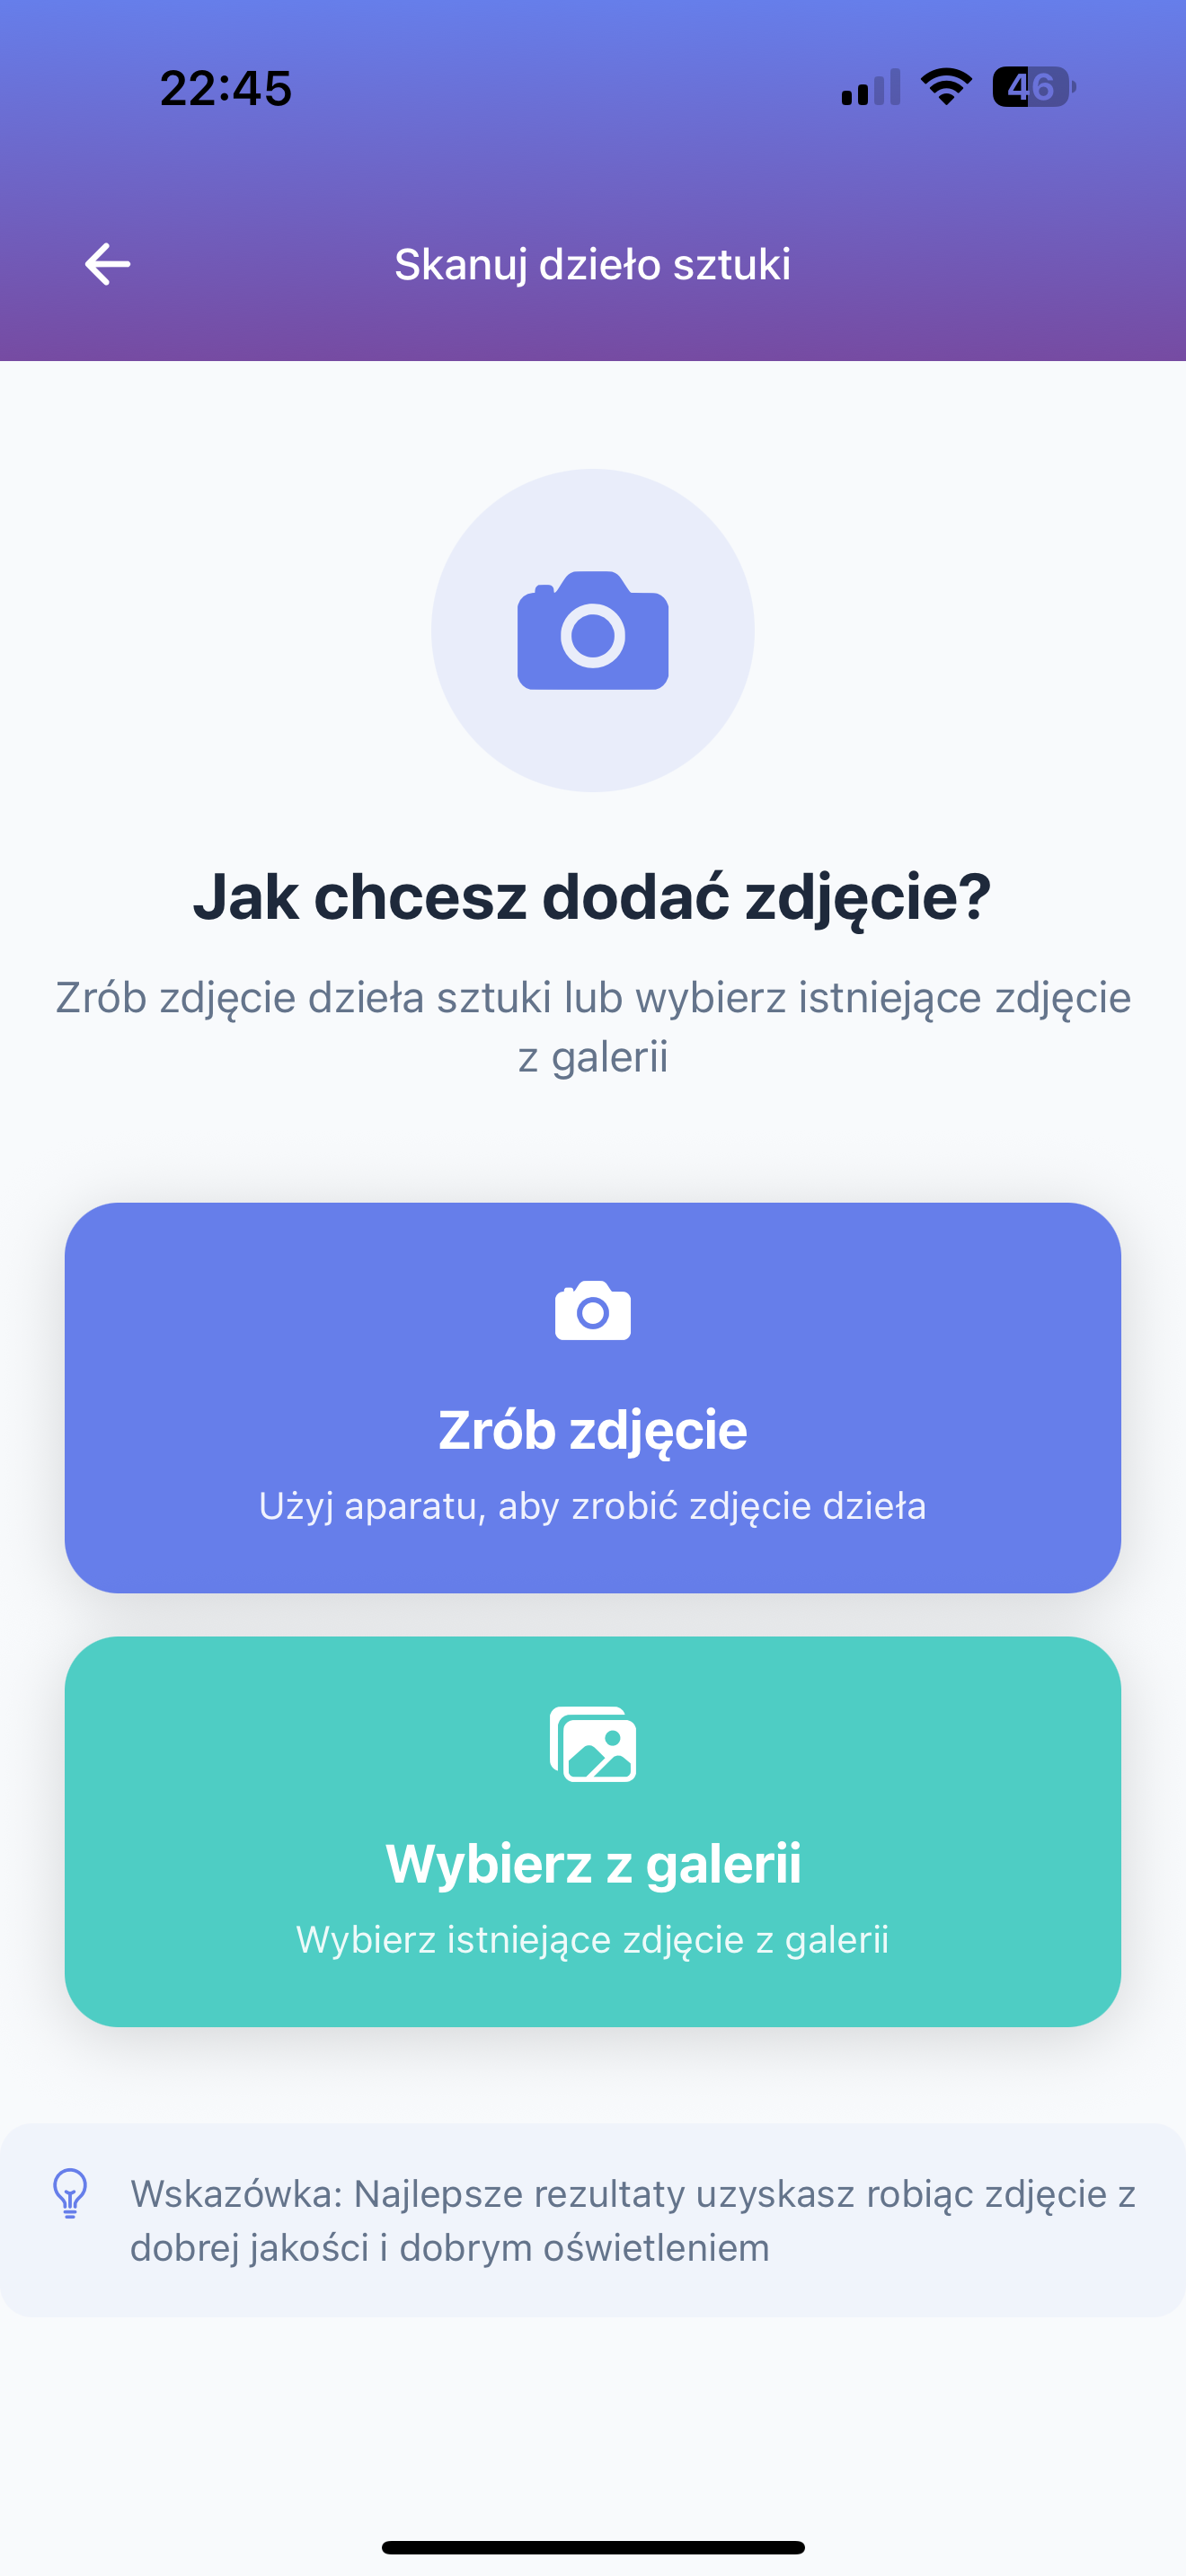 22:45
46
Skanuj dzieło sztuki
Jak chcesz dodać zdjęcie?
Zrób zdjęcie dzieła sztuki lub wybierz istniejące zdjęcie
z galerii
Zrób zdjęcie
Użyj aparatu, aby zrobić zdjęcie dzieła
Wybierz z galerii
Wybierz istniejące zdjęcie z galerii
Wskazówka: Najlepsze rezultaty uzyskasz robiąc zdjęcie z
dobrej jakości i dobrym oświetleniem